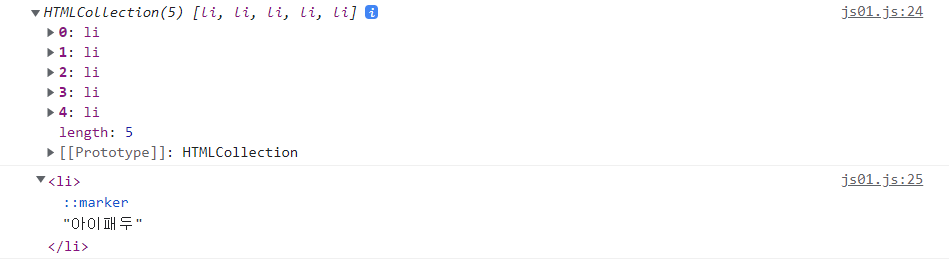 HTMLCollection(5) [li, li, li, li, li] i js01.js:24
0: li
1: li
2: li
3: li
4: li
length: 5
[[Prototype]]: HTMLCollection
<li> js01.js:25
::marker
"아이패두"
</li>